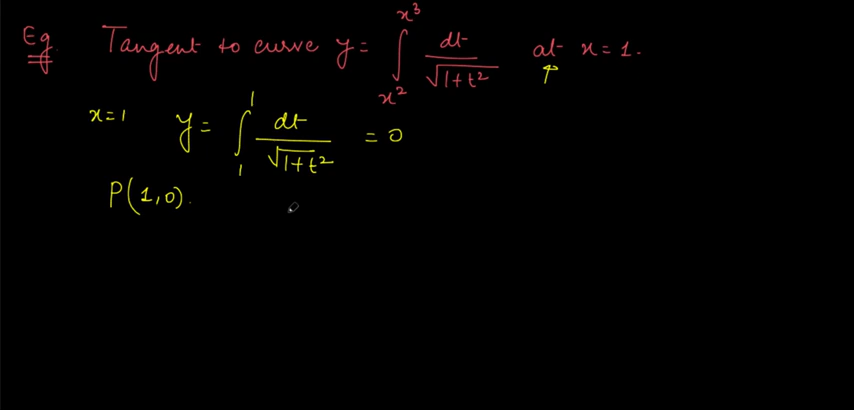 Eg. Tangent to curve y = ∫_{x²}^{x³} dt/√(1+t²) at x = 1.
x = 1 y = ∫_{1}^{1} dt/√(1+t²) = 0
P(1, 0).